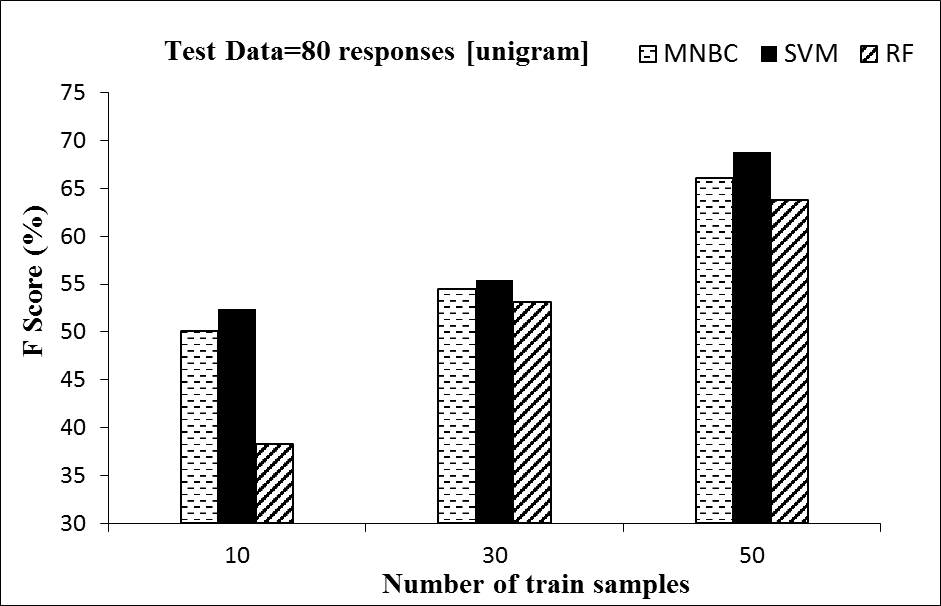 Test Data=80 responses [unigram]
MNBC SVM RF
75
70
65
60
55
50
45
40
35
30
F Score (%)
10 30 50
Number of train samples